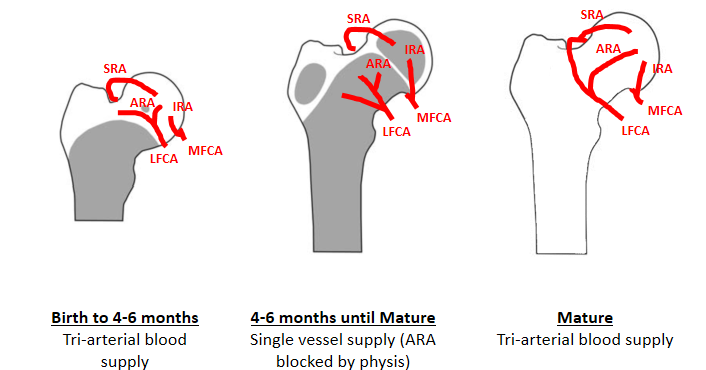 SRA
ARA
IRA
LFCA
MFCA
Birth to 4-6 months
Tri-arterial blood
supply
SRA
IRA
ARA
MFCA
LFCA
4-6 months until Mature
Single vessel supply (ARA
blocked by physis)
SRA
ARA
IRA
MFCA
LFCA
Mature
Tri-arterial blood supply